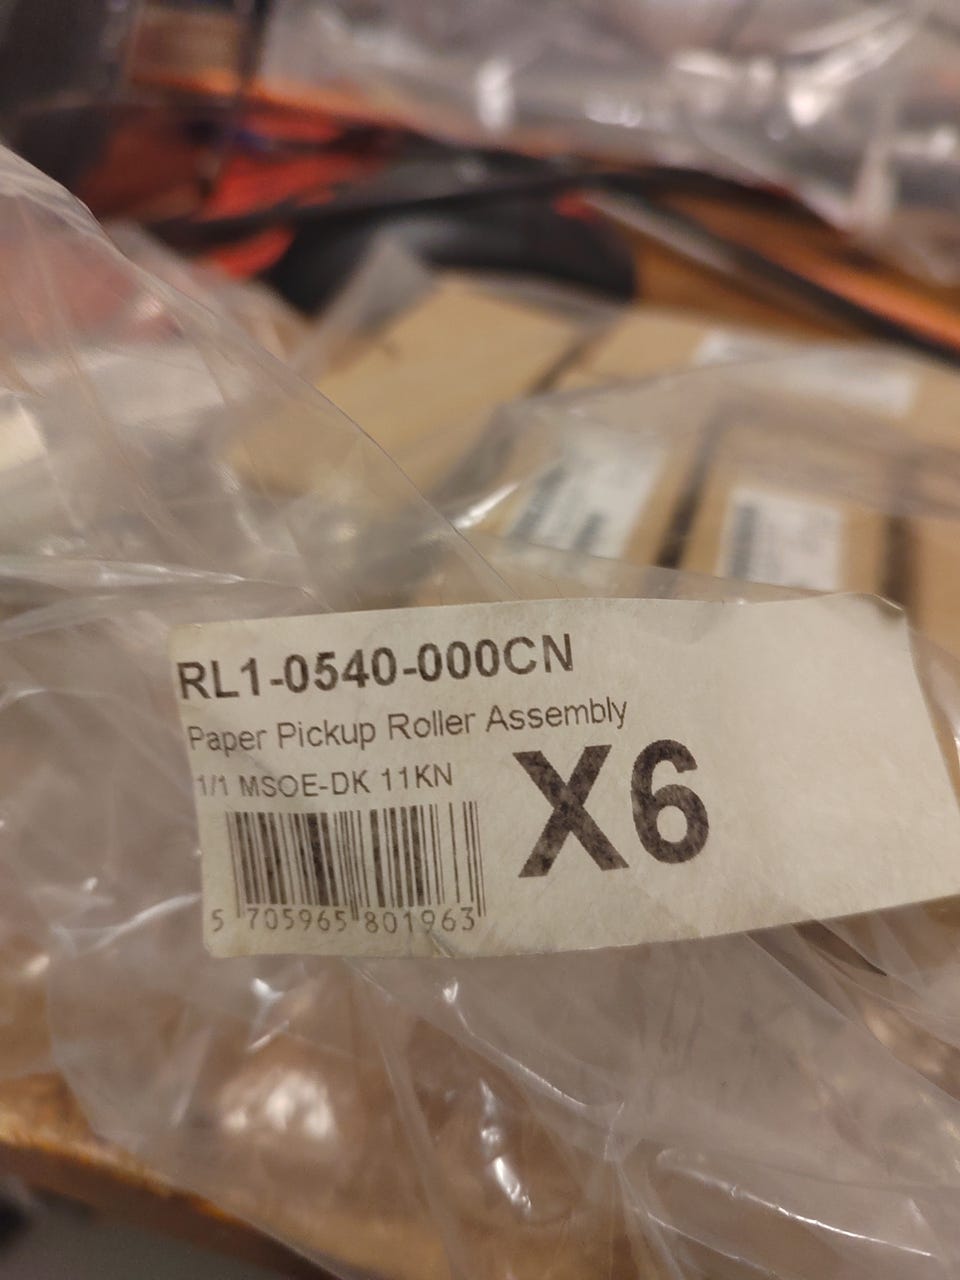 RL1-0540-000CN
Paper Pickup Roller Assembly
1/1 MSOE-DK 11KN
X6
5 705965 801963